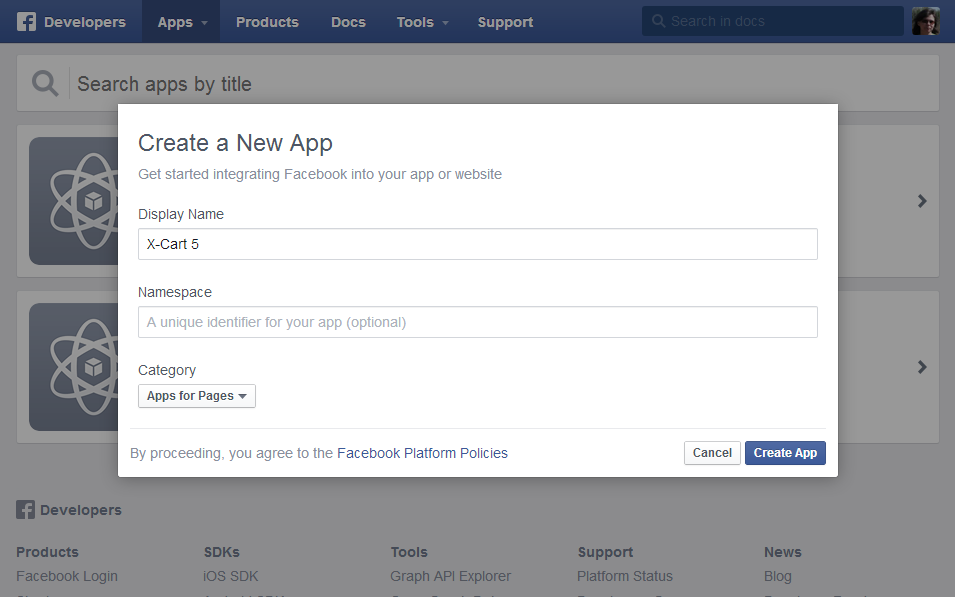 Developers Apps Products Docs Tools Support Search in docs
Search apps by title
Create a New App
Get started integrating Facebook into your app or website
Display Name
X-Cart 5
Namespace
A unique identifier for your app (optional)
Category
Apps for Pages
By proceeding, you agree to the Facebook Platform Policies Cancel Create App
Developers
Products SDKs Tools Support News
Facebook Login iOS SDK Graph API Explorer Platform Status Blog